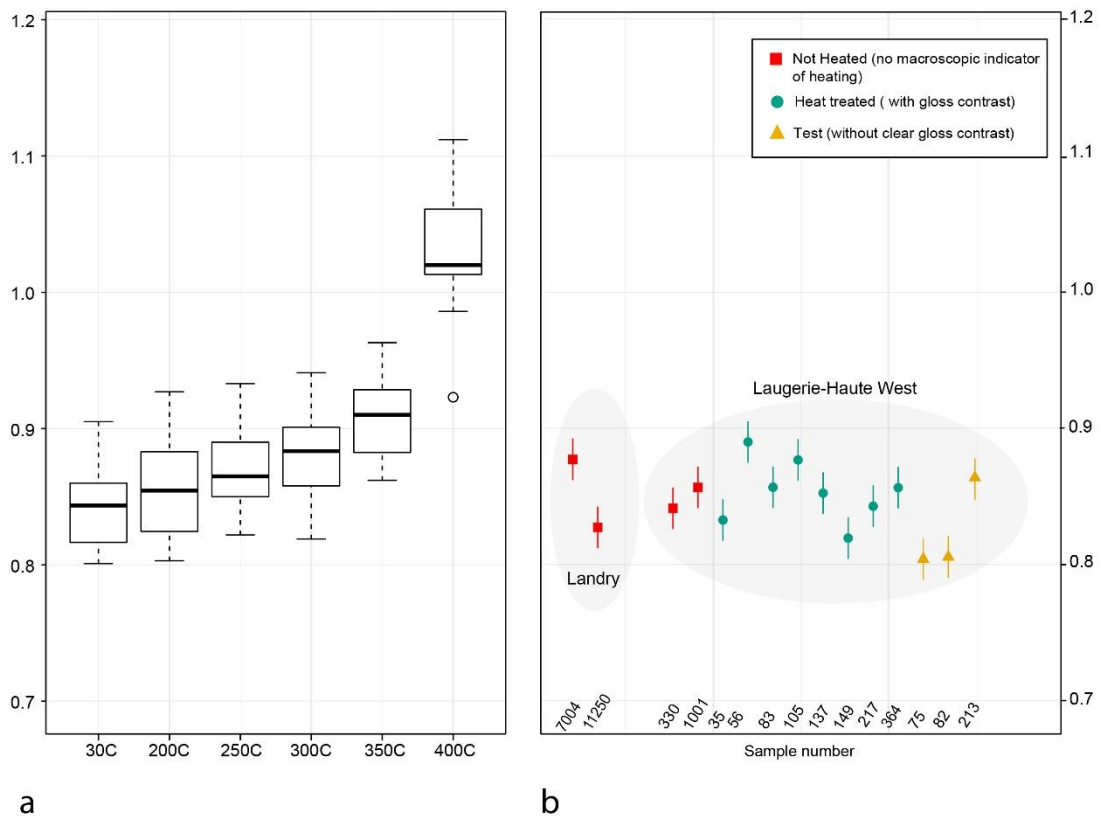 1.2
1.1
1.0
0.9
0.8
0.7
30C 200C 250C 300C 350C 400C
a
Not Heated (no macroscopic indicator
of heating)
Heat treated ( with gloss contrast)
Test (without clear gloss contrast)
1.2
1.1
1.0
0.9
0.8
0.7
Laugerie-Haute West
Landry
7004 11250 330 1001 35 56 83 105 137 149 217 364 75 82 213
Sample number
b